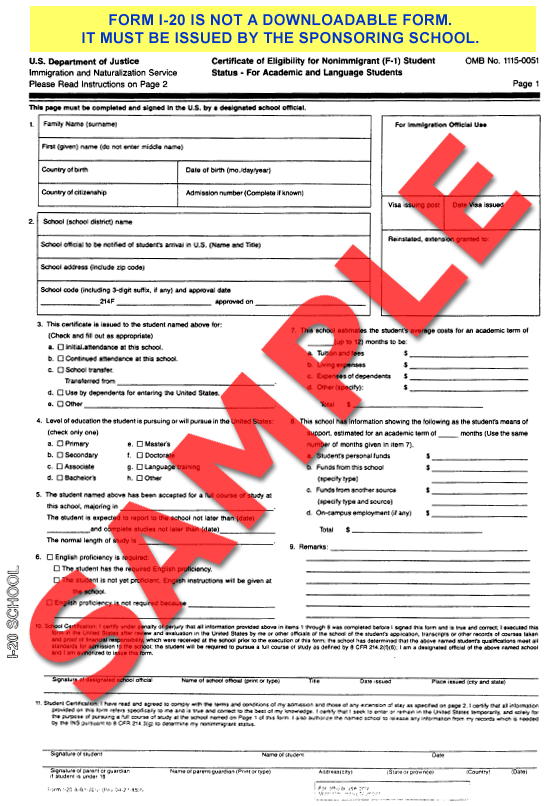 FORM I-20 IS NOT A DOWNLOADABLE FORM.
IT MUST BE ISSUED BY THE SPONSORING SCHOOL.
U.S. Department of Justice
Immigration and Naturalization Service
Please Read Instructions on Page 2
Certificate of Eligibility for Nonimmigrant (F-1) Student
Status - For Academic and Language Students
OMB No. 1115-0051
Page 1
This page must be completed and signed in the U.S. by a designated school official.
1. Family Name (surname)
First (given) name (do not enter middle name)
Country of birth Date of birth (mo./day/year)
Country of citizenship Admission number (Complete if known)
For Immigration Official Use
Visa issuing post Date Visa issued
Reinstated, extension granted to:
2. School (school district) name
School official to be notified of student's arrival in U.S. (Name and Title)
School address (include zip code)
School code (including 3-digit suffix, if any) and approval date
214F approved on
3. This certificate is issued to the student named above for:
(Check and fill out as appropriate)
a. Initial attendance at this school.
b. Continued attendance at this school.
c. School transfer.
Transferred from
d. Use by dependents for entering the United States.
e. Other
4. Level of education the student is pursuing or will pursue in the United States:
(check only one)
a. Primary e. Master's
b. Secondary f. Doctorate
c. Associate g. Language training
d. Bachelor's h. Other
5. The student named above has been accepted for a full course of study at
this school, majoring in
The student is expected to report to the school not later than (date)
and complete studies not later than (date)
The normal length of study is
6. English proficiency is required:
The student has the required English proficiency.
The student is not yet proficient, English instructions will be given at
the school.
English proficiency is not required because
7. This school estimates the student's average costs for an academic term of
(up to 12) months to be:
a. Tuition and fees $
b. Living expenses $
c. Expenses of dependents $
d. Other (specify): $
Total $
8. This school has information showing the following as the student's means of
support, estimated for an academic term of months (Use the same
number of months given in item 7).
a. Student's personal funds $
b. Funds from this school $
(specify type)
c. Funds from another source $
(specify type and source)
d. On-campus employment (if any) $
Total $
9. Remarks:
SAMPLE
I-20 SCHOOL
10. School Certification: I certify under penalty of perjury that all information provided above in items 1 through 8 was completed before I signed this form and is true and correct; I executed this
form in the United States after review and evaluation in the United States by me or other officials of the school of the student's application, transcripts or other records of courses taken
and proof of financial responsibility, which were received at the school prior to the execution of this form; the school has determined that the above named student's qualifications meet all
standards for admission to the school; the student will be required to pursue a full course of study as defined by 8 CFR 214.2(f)(6); I am a designated official of the above named school
and I am authorized to issue this form.
Signature of designated school official Name of school official (print or type) Title Date issued Place issued (city and state)
11. Student Certification: I have read and agreed to comply with the terms and conditions of my admission and those of any extension of stay as specified on page 2. I certify that all information
provided on this form refers specifically to me and is true and correct to the best of my knowledge. I certify that I seek to enter or remain in the United States temporarily, and solely for
the purpose of pursuing a full course of study at the school named on Page 1 of this form. I also authorize the named school to release any information from my records which is needed
by the INS pursuant to 8 CFR 214.3(g) to determine my nonimmigrant status.
Signature of student Name of student Date
Signature of parent or guardian Name of parent/guardian (Print or type) Address(city) (State or province) (Country) (Date)
if student is under 18
For official use only